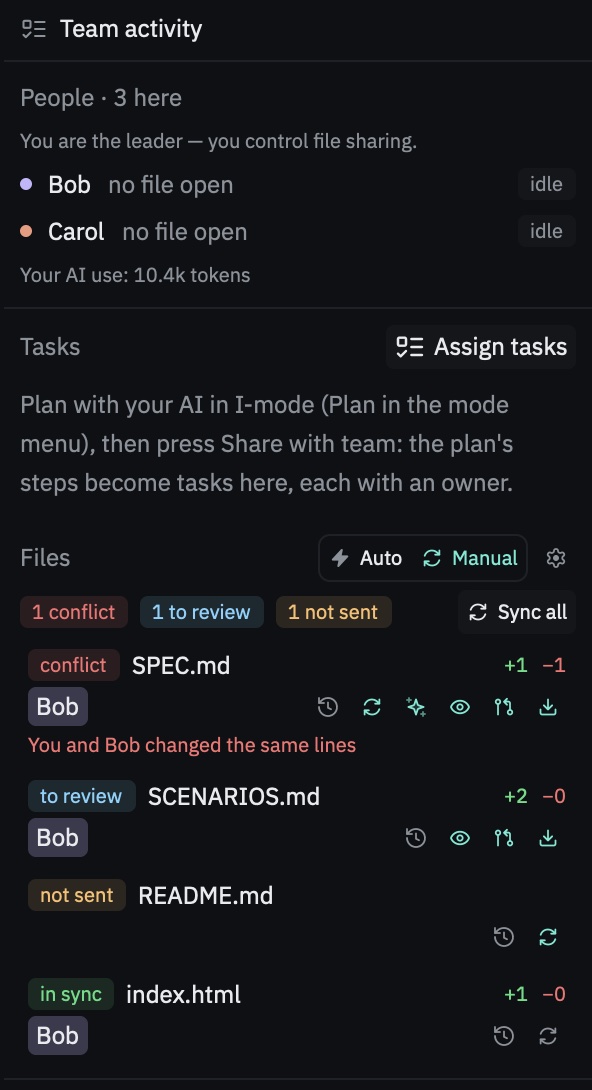 Team activity
People · 3 here
You are the leader — you control file sharing.
Bob no file open idle
Carol no file open idle
Your AI use: 10.4k tokens
Tasks Assign tasks
Plan with your AI in I-mode (Plan in the mode
menu), then press Share with team: the plan's
steps become tasks here, each with an owner.
Files Auto Manual
1 conflict 1 to review 1 not sent Sync all
conflict SPEC.md +1 −1
Bob
You and Bob changed the same lines
to review SCENARIOS.md +2 −0
Bob
not sent README.md
in sync index.html +1 −0
Bob